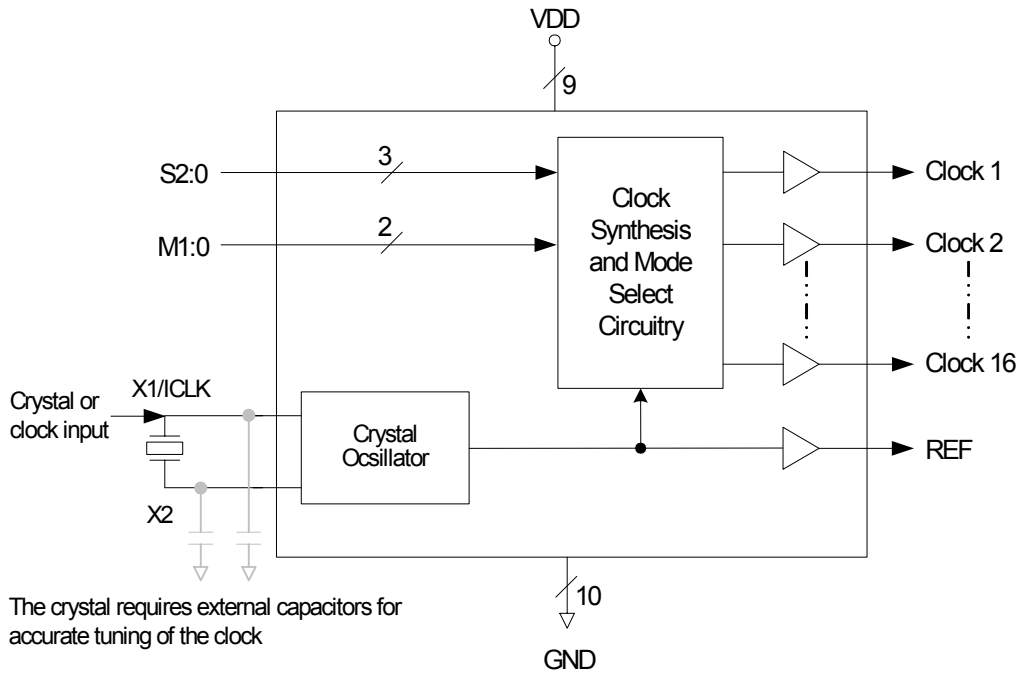 VDD
9
S2:0
3
Clock 1
M1:0
2
Clock
Synthesis
and Mode
Select
Circuitry
Clock 2
Clock 16
X1/ICLK
Crystal or
clock input
Crystal
Ocsillator
REF
X2
10
The crystal requires external capacitors for
accurate tuning of the clock
GND